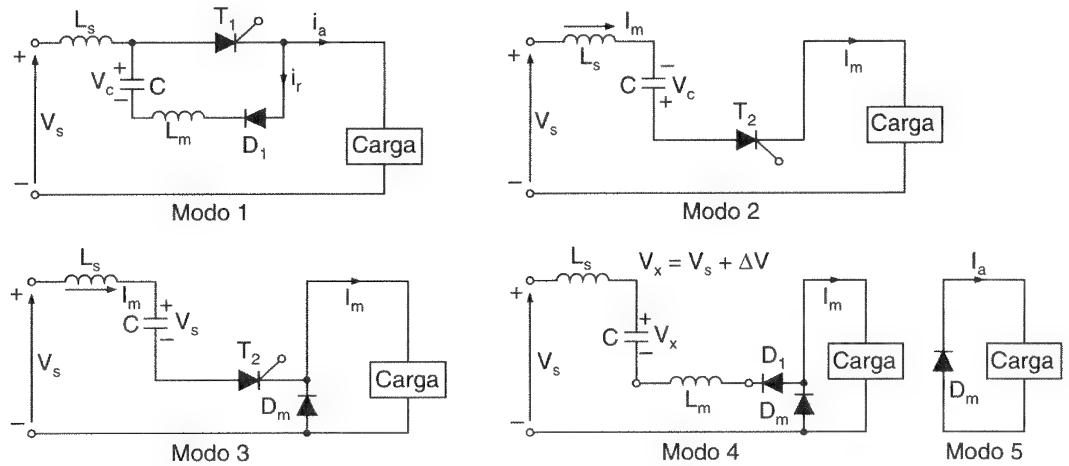 L_s
T_1
i_a
+
+
V_c
C
−
i_r
V_s
L_m
D_1
Carga
−
Modo 1
I_m
L_s
+
−
C
V_c
+
I_m
V_s
T_2
Carga
−
Modo 2
L_s
+
I_m
+
C
V_s
−
I_m
V_s
T_2
Carga
D_m
−
Modo 3
L_s
V_x = V_s + ΔV
+
+
C
V_x
−
I_m
V_s
D_1
Carga
L_m
D_m
−
Modo 4
I_a
Carga
D_m
Modo 5